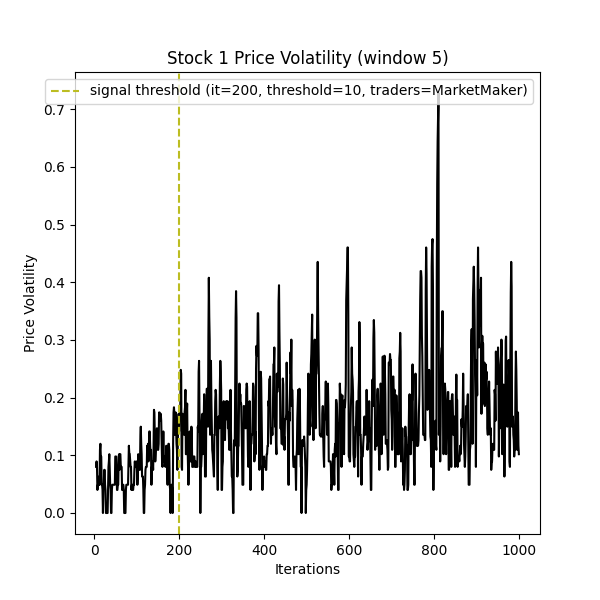 Stock 1 Price Volatility (window 5)
signal threshold (it=200, threshold=10, traders=MarketMaker)
0.7
0.6
0.5
0.4
0.3
0.2
0.1
0.0
Price Volatility
0 200 400 600 800 1000
Iterations